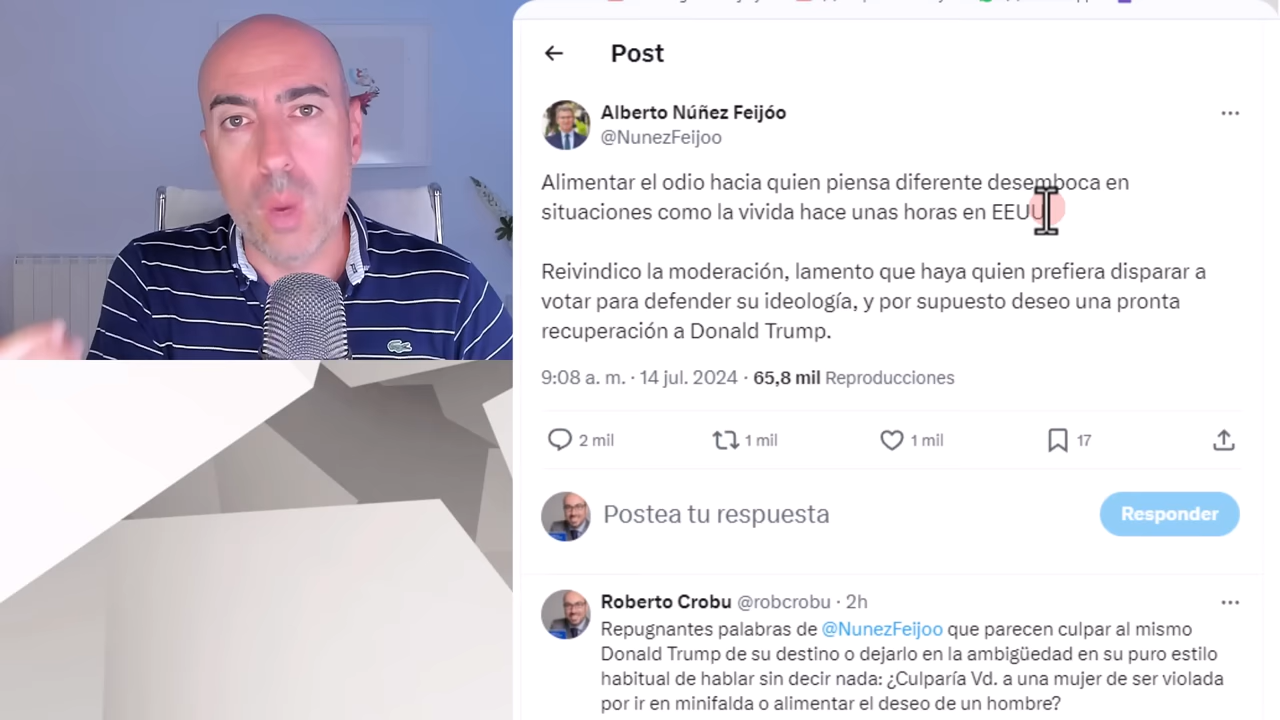 Post
Alberto Núñez Feijóo
@NunezFeijoo
Alimentar el odio hacia quien piensa diferente desemboca en
situaciones como la vivida hace unas horas en EEUU
Reivindico la moderación, lamento que haya quien prefiera disparar a
votar para defender su ideología, y por supuesto deseo una pronta
recuperación a Donald Trump.
9:08 a. m. · 14 jul. 2024 · 65,8 mil Reproducciones
2 mil 1 mil 1 mil 17
Postea tu respuesta
Responder
Roberto Crobu @robcrobu · 2h
Repugnantes palabras de @NunezFeijoo que parecen culpar al mismo
Donald Trump de su destino o dejarlo en la ambigüedad en su puro estilo
habitual de hablar sin decir nada: ¿Culparía Vd. a una mujer de ser violada
por ir en minifalda o alimentar el deseo de un hombre?